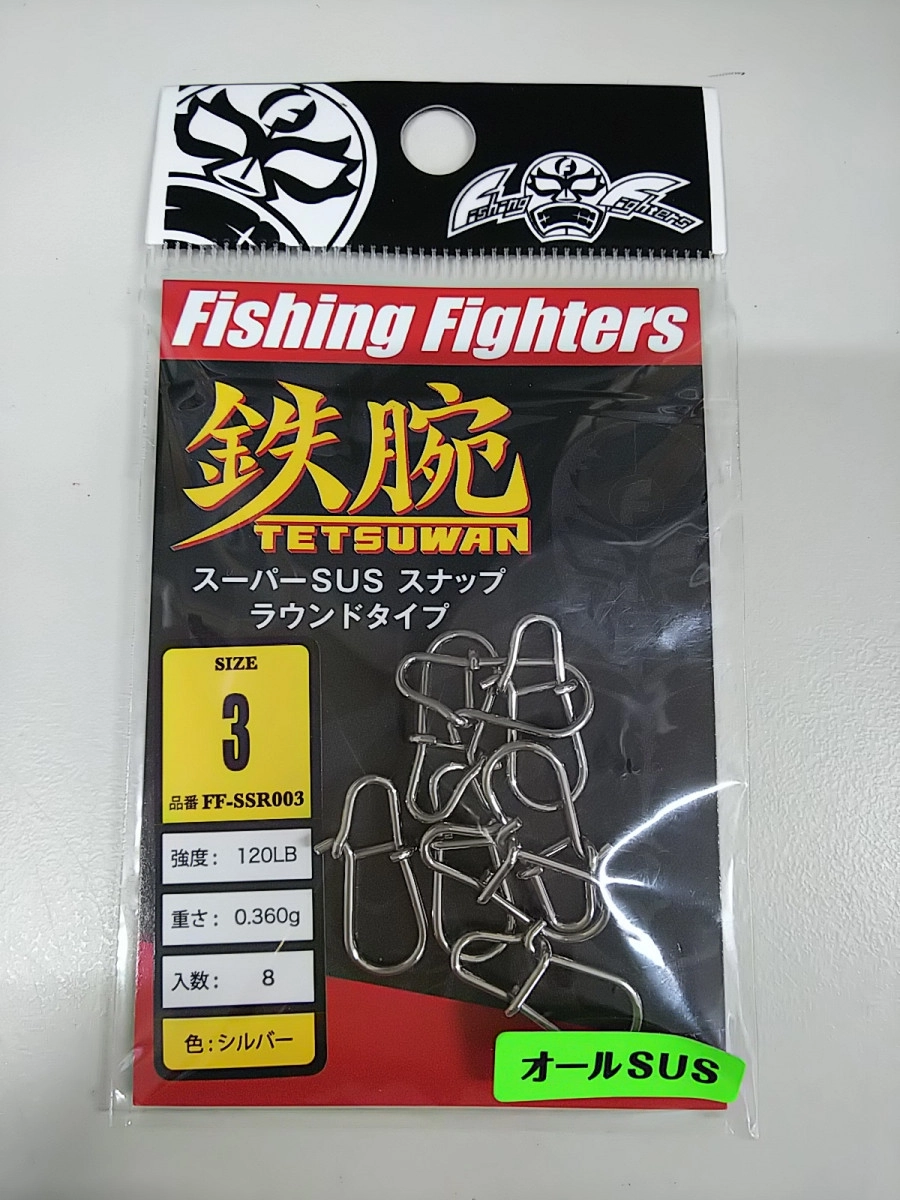 F
Fishing Fighters
Fishing Fighters
鉄腕
TETSUWAN
スーパーSUS スナップ
ラウンドタイプ
SIZE
3
品番 FF-SSR003
強度: 120LB
重さ: 0.360g
入数: 8
色:シルバー
オールSUS